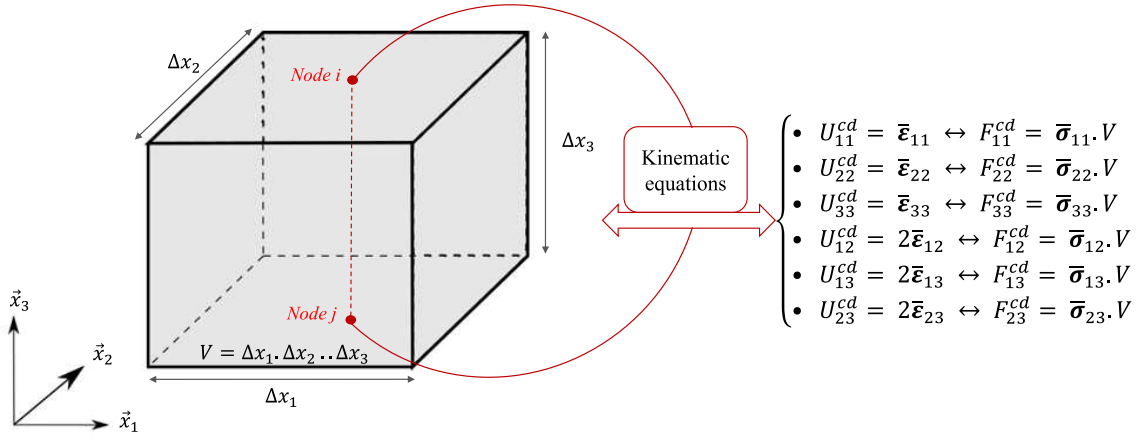 Δx₂
Node i
Δx₃
Kinematic
equations
• U₁₁ᶜᵈ = ε̅₁₁ ↔ F₁₁ᶜᵈ = σ̅₁₁. V
• U₂₂ᶜᵈ = ε̅₂₂ ↔ F₂₂ᶜᵈ = σ̅₂₂. V
• U₃₃ᶜᵈ = ε̅₃₃ ↔ F₃₃ᶜᵈ = σ̅₃₃. V
• U₁₂ᶜᵈ = 2ε̅₁₂ ↔ F₁₂ᶜᵈ = σ̅₁₂. V
• U₁₃ᶜᵈ = 2ε̅₁₃ ↔ F₁₃ᶜᵈ = σ̅₁₃. V
• U₂₃ᶜᵈ = 2ε̅₂₃ ↔ F₂₃ᶜᵈ = σ̅₂₃. V
Node j
V = Δx₁. Δx₂ . . Δx₃
Δx₁
x⃗₃
x⃗₂
x⃗₁